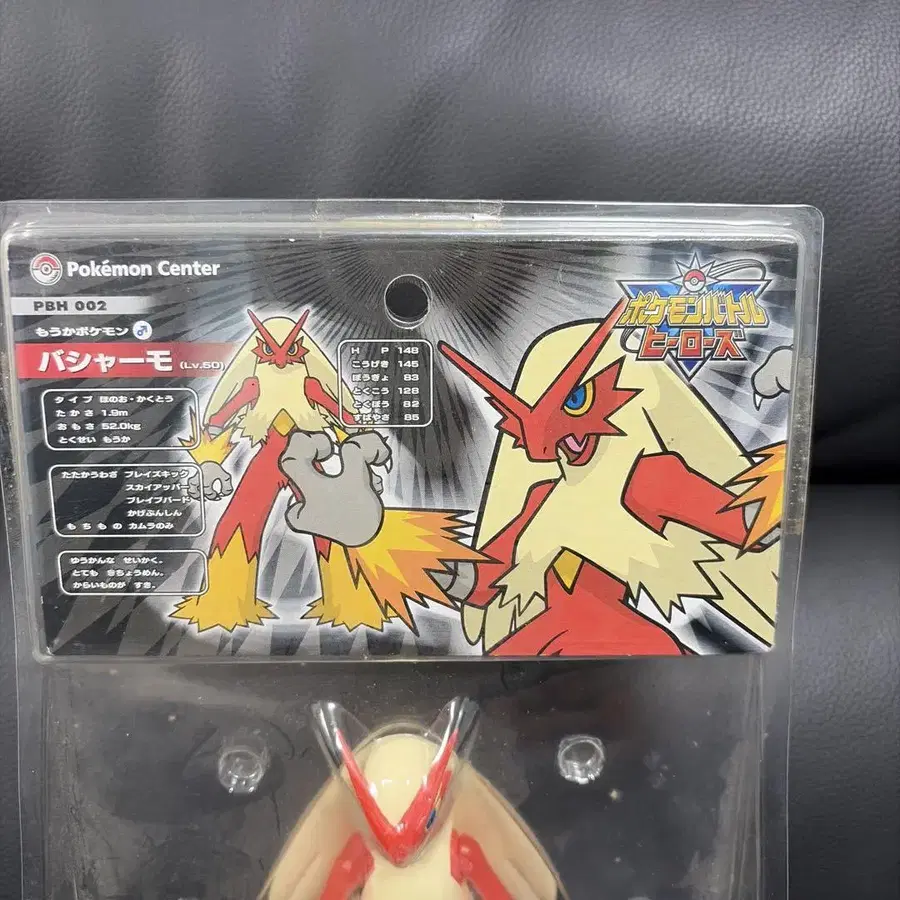 Pokémon Center
PBH 002
もうかポケモン ♂
バシャーモ (Lv.50)
タイプ ほのお・かくとう
たかさ 1.9m
おもさ 52.0kg
とくせい もうか
たたかうわざ ブレイズキック
スカイアッパー
ブレイブバード
かげぶんしん
もちもの カムラのみ
ゆうかんな せいかく。
とても きちょうめん。
からいものが すき。
H P 148
こうげき 145
ぼうぎょ 83
とくこう 128
とくぼう 82
すばやさ 85
ポケモンバトル
ヒーローズ